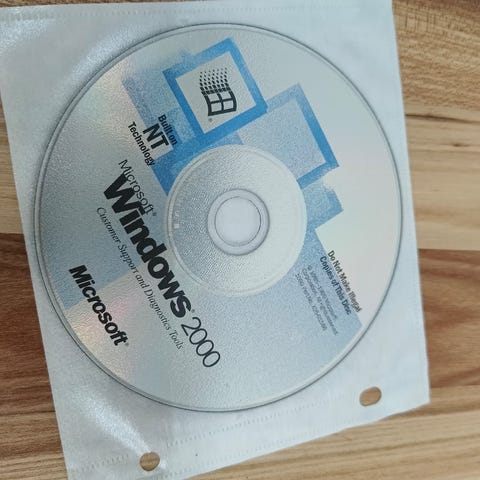 Built on
NT
Technology
Microsoft®
Windows® 2000
Customer Support and Diagnostics Tools
Microsoft®
Do Not Make Illegal
Copies of This Disc